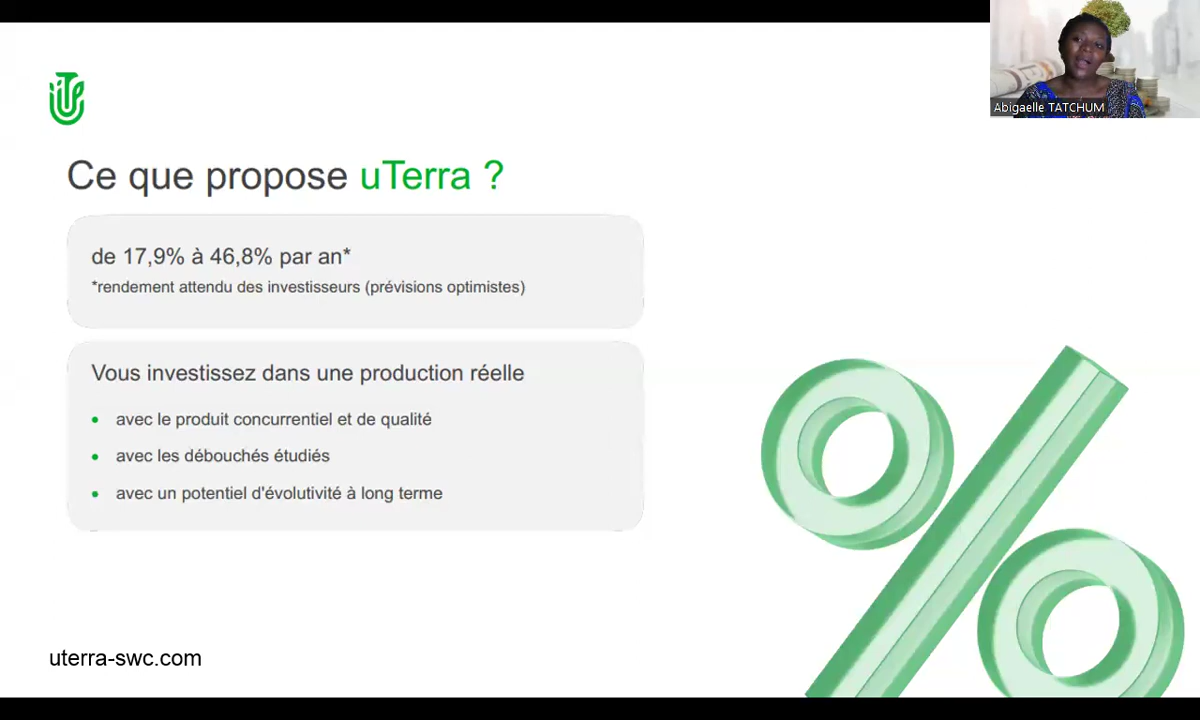 Abigaelle TATCHUM
Ce que propose uTerra ?
de 17,9% à 46,8% par an*
*rendement attendu des investisseurs (prévisions optimistes)
Vous investissez dans une production réelle
avec le produit concurrentiel et de qualité
avec les débouchés étudiés
avec un potentiel d'évolutivité à long terme
uterra-swc.com